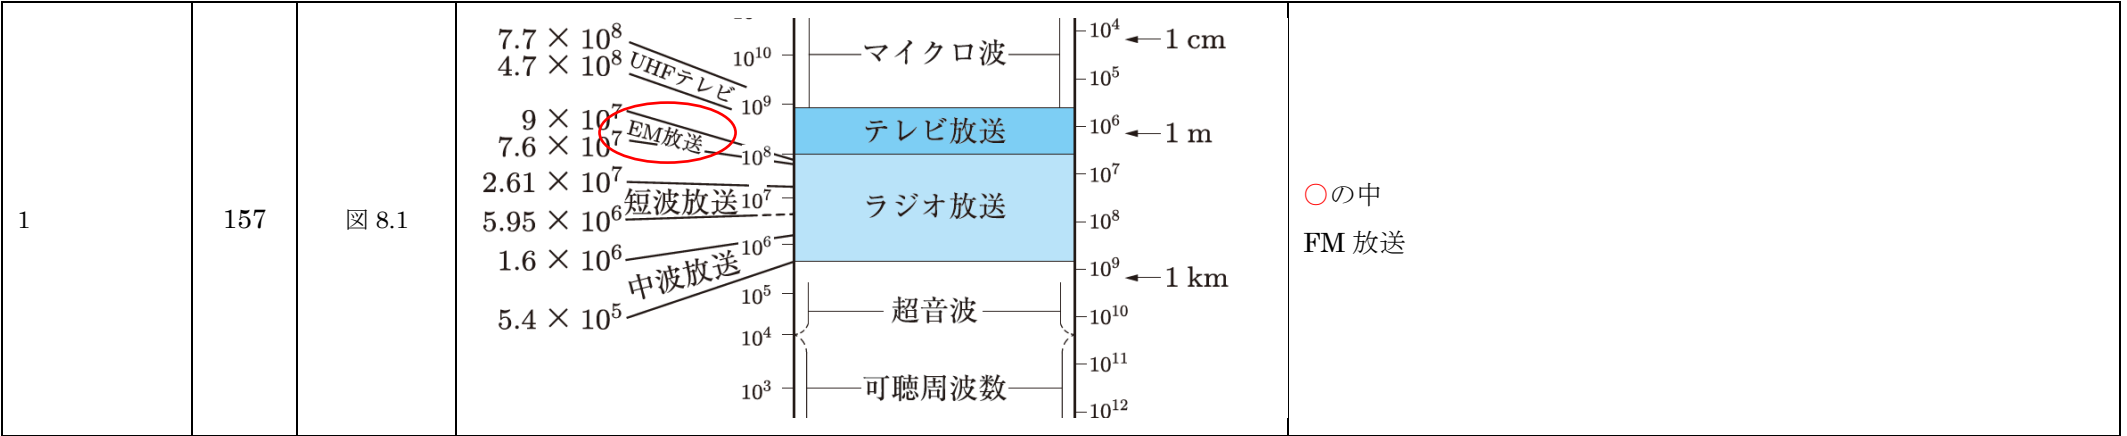 1
157
図 8.1
7.7 × 10⁸
4.7 × 10⁸
UHFテレビ
9 × 10⁷
7.6 × 10⁷
EM放送
2.61 × 10⁷
短波放送
5.95 × 10⁶
1.6 × 10⁶
中波放送
5.4 × 10⁵
10¹⁰
10⁹
10⁸
10⁷
10⁶
10⁵
10⁴
10³
マイクロ波
テレビ放送
ラジオ放送
超音波
可聴周波数
10⁴
1 cm
10⁵
10⁶
1 m
10⁷
10⁸
10⁹
1 km
10¹⁰
10¹¹
10¹²
○の中
FM 放送